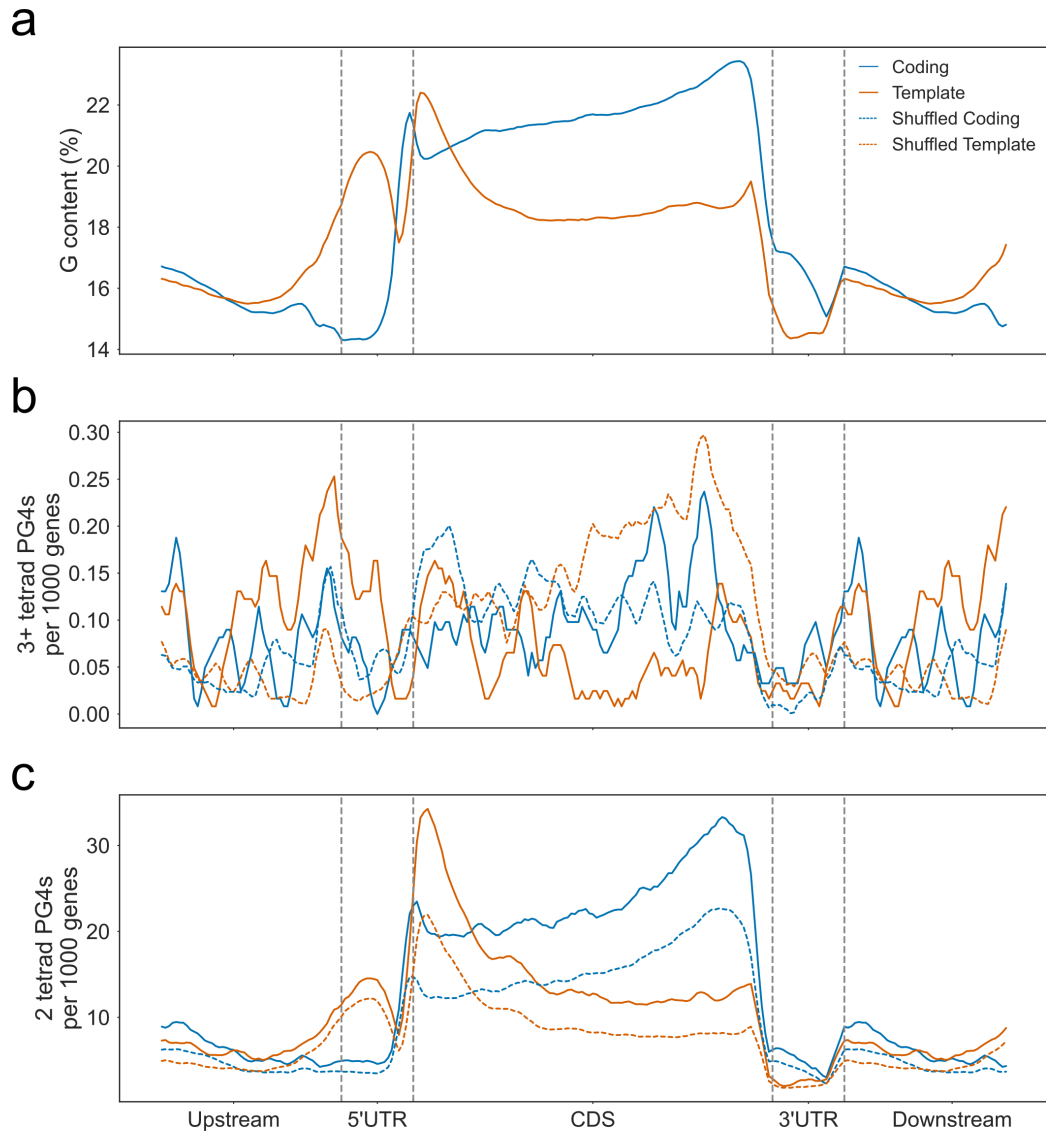 a
G content (%)
22
20
18
16
14
Coding
Template
Shuffled Coding
Shuffled Template
b
3+ tetrad PG4s
per 1000 genes
0.30
0.25
0.20
0.15
0.10
0.05
0.00
c
2 tetrad PG4s
per 1000 genes
30
20
10
Upstream
5'UTR
CDS
3'UTR
Downstream